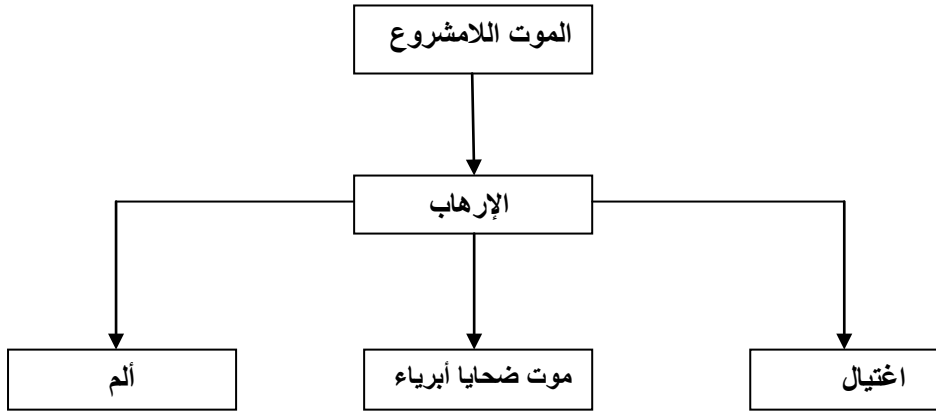 الموت اللامشروع
الإرهاب
اغتيال
موت ضحايا أبرياء
ألم